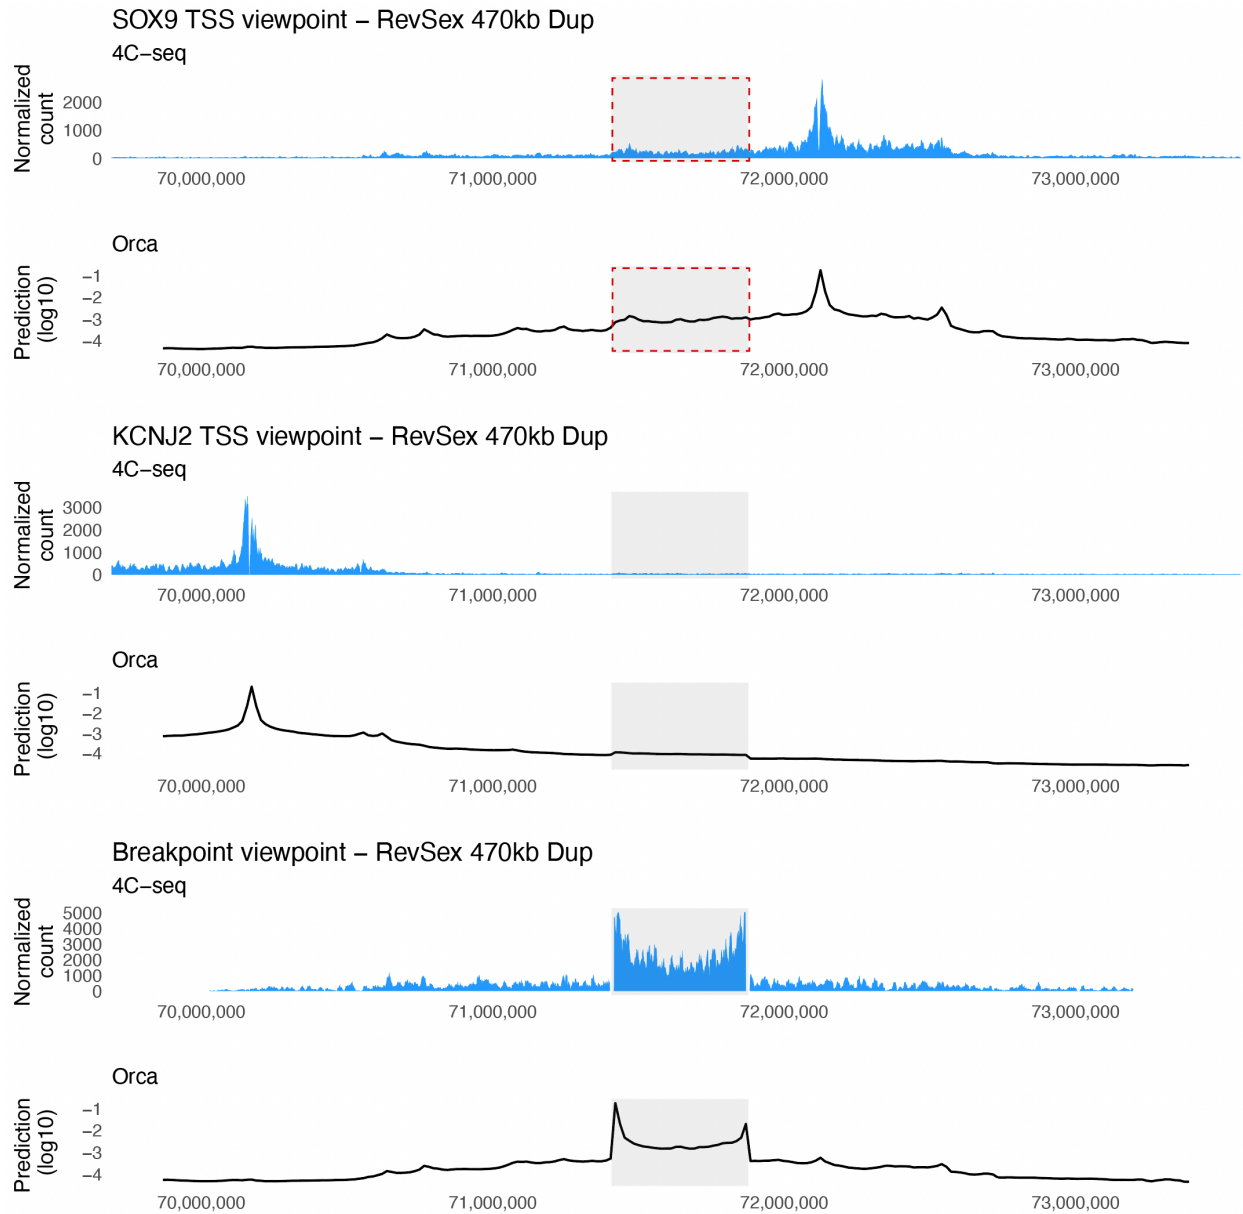 SOX9 TSS viewpoint – RevSex 470kb Dup
4C−seq
Normalized
count
2000
1000
0
70,000,000 71,000,000 72,000,000 73,000,000
Orca
Prediction
(log10)
−1
−2
−3
−4
70,000,000 71,000,000 72,000,000 73,000,000
KCNJ2 TSS viewpoint – RevSex 470kb Dup
4C−seq
Normalized
count
3000
2000
1000
0
70,000,000 71,000,000 72,000,000 73,000,000
Orca
Prediction
(log10)
−1
−2
−3
−4
70,000,000 71,000,000 72,000,000 73,000,000
Breakpoint viewpoint – RevSex 470kb Dup
4C−seq
Normalized
count
5000
4000
3000
2000
1000
0
70,000,000 71,000,000 72,000,000 73,000,000
Orca
Prediction
(log10)
−1
−2
−3
−4
70,000,000 71,000,000 72,000,000 73,000,000